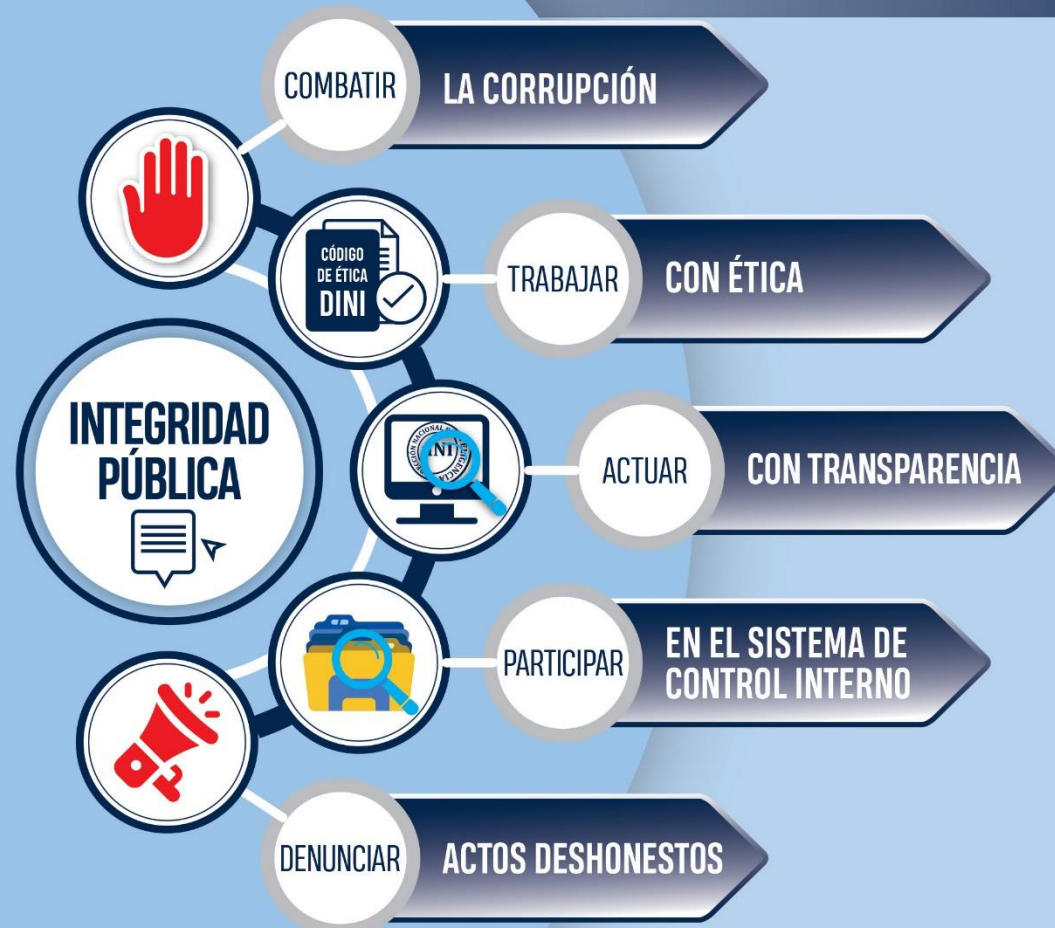 COMBATIR LA CORRUPCIÓN
CÓDIGO
DE ÉTICA
DINI
TRABAJAR CON ÉTICA
INTEGRIDAD
PÚBLICA
ACTUAR CON TRANSPARENCIA
PARTICIPAR EN EL SISTEMA DE
CONTROL INTERNO
DENUNCIAR ACTOS DESHONESTOS